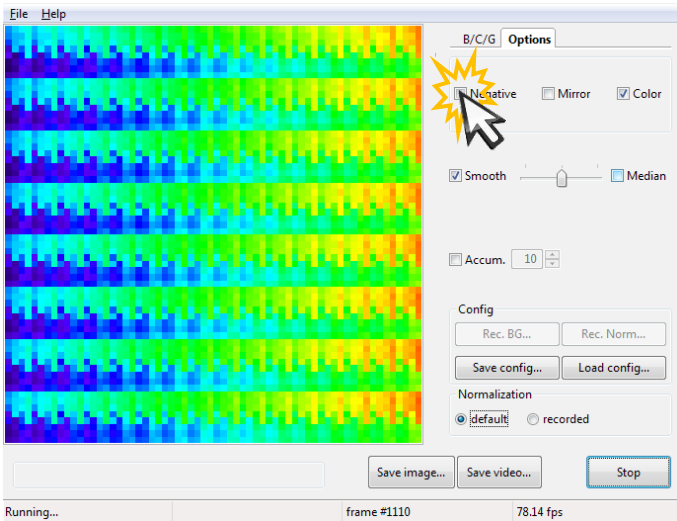 File Help
B/C/G Options
Negative Mirror Color
Smooth Median
Accum. 10
Config
Rec. BG... Rec. Norm...
Save config... Load config...
Normalization
default recorded
Save image... Save video... Stop
Running... frame #1110 78.14 fps